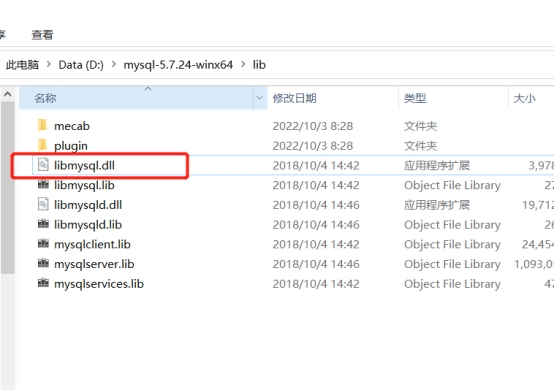 享 查看
此电脑 > Data (D:) > mysql-5.7.24-winx64 > lib
名称 修改日期 类型 大小
mecab 2022/10/3 8:28 文件夹
plugin 2022/10/3 8:28 文件夹
libmysql.dll 2018/10/4 14:42 应用程序扩展 3,978
libmysql.lib 2018/10/4 14:42 Object File Library 27
libmysqld.dll 2018/10/4 14:46 应用程序扩展 19,712
libmysqld.lib 2018/10/4 14:46 Object File Library 26
mysqlclient.lib 2018/10/4 14:42 Object File Library 24,454
mysqlserver.lib 2018/10/4 14:46 Object File Library 1,093,05
mysqlservices.lib 2018/10/4 14:42 Object File Library 47